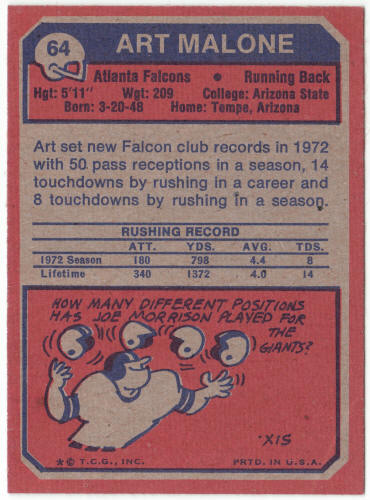 64
ART MALONE
Atlanta Falcons • Running Back
Hgt: 5'11" Wgt: 209 College: Arizona State
Born: 3-20-48 Home: Tempe, Arizona
Art set new Falcon club records in 1972
with 50 pass receptions in a season, 14
touchdowns by rushing in a career and
8 touchdowns by rushing in a season.
RUSHING RECORD
ATT. YDS. AVG. TDS.
1972 Season 180 798 4.4 8
Lifetime 340 1372 4.0 14
HOW MANY DIFFERENT POSITIONS
HAS JOE MORRISON PLAYED FOR
THE
GIANTS?
SIX.
*© T.C.G., INC. PRTD. IN U.S.A.